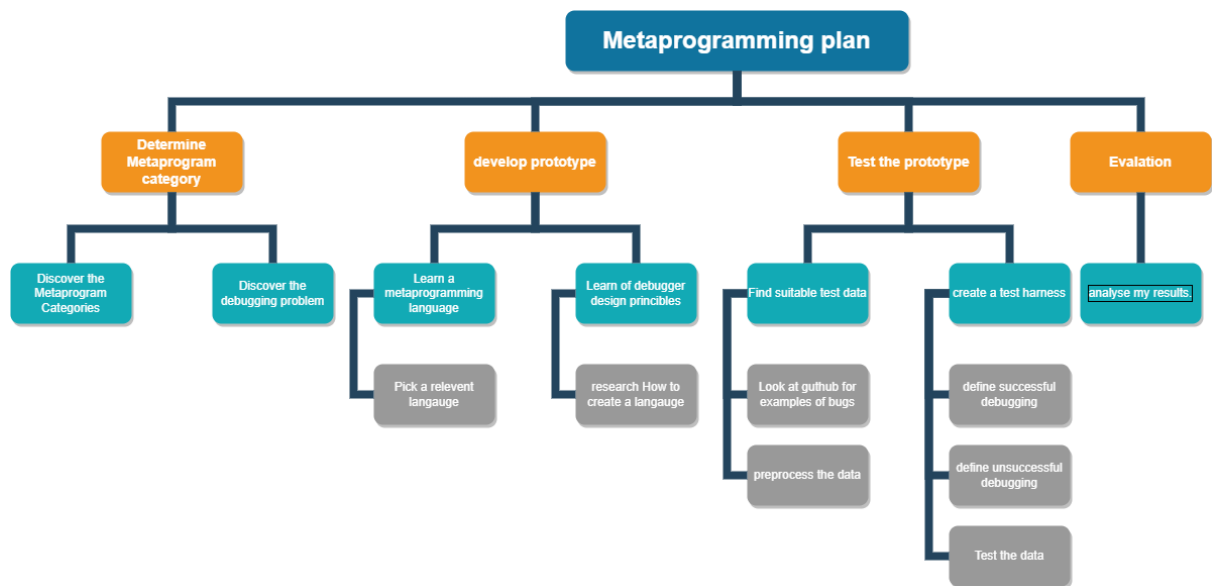 Metaprogramming plan
Determine
Metaprogram
category
develop prototype
Test the prototype
Evalation
Discover the
Metaprogram
Categories
Discover the
debugging problem
Learn a
metaprogramming
language
Learn of debugger
design princibles
Find suitable test data
create a test harness
analyse my results.
Pick a relevent
langauge
research How to
create a langauge
Look at guthub for
examples of bugs
define successful
debugging
preprocess the data
define unsuccessful
debugging
Test the data